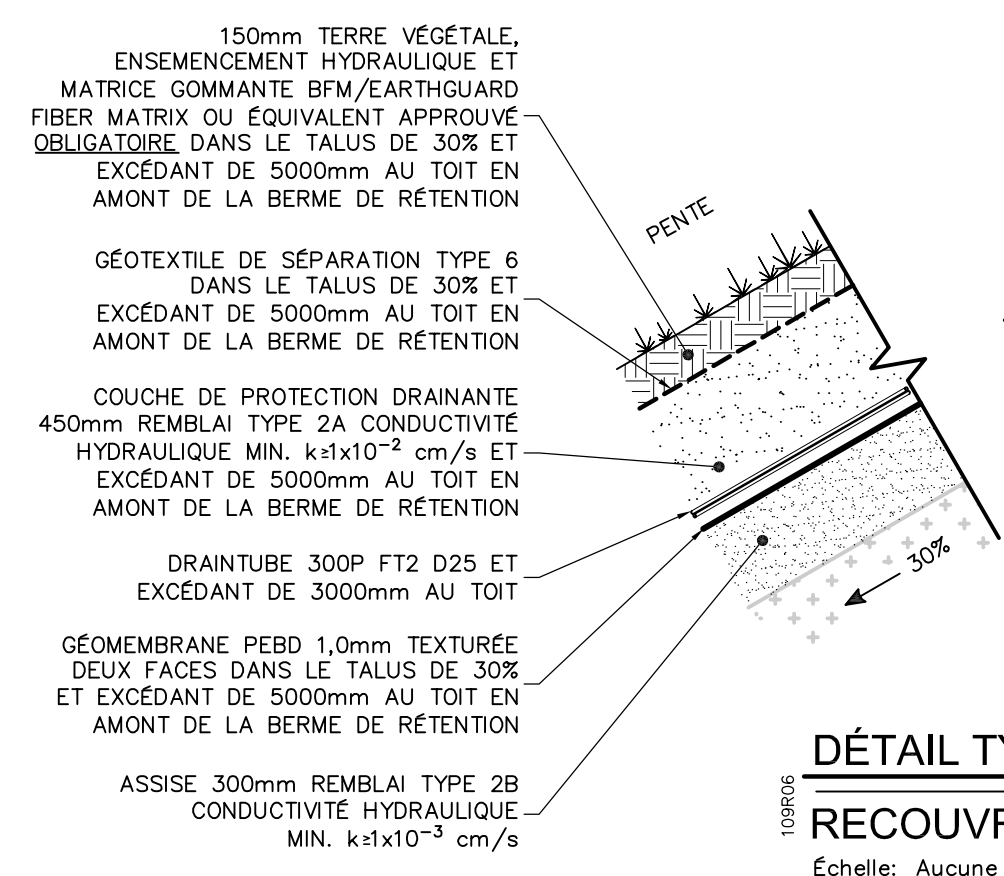 150mm TERRE VÉGÉTALE,
ENSEMENCEMENT HYDRAULIQUE ET
MATRICE GOMMANTE BFM/EARTHGUARD
FIBER MATRIX OU ÉQUIVALENT APPROUVÉ
OBLIGATOIRE DANS LE TALUS DE 30% ET
EXCÉDANT DE 5000mm AU TOIT EN
AMONT DE LA BERME DE RÉTENTION
PENTE
GÉOTEXTILE DE SÉPARATION TYPE 6
DANS LE TALUS DE 30% ET
EXCÉDANT DE 5000mm AU TOIT EN
AMONT DE LA BERME DE RÉTENTION
COUCHE DE PROTECTION DRAINANTE
450mm REMBLAI TYPE 2A CONDUCTIVITÉ
HYDRAULIQUE MIN. k≥1x10⁻² cm/s ET
EXCÉDANT DE 5000mm AU TOIT EN
AMONT DE LA BERME DE RÉTENTION
DRAINTUBE 300P FT2 D25 ET
EXCÉDANT DE 3000mm AU TOIT
30%
GÉOMEMBRANE PEBD 1,0mm TEXTURÉE
DEUX FACES DANS LE TALUS DE 30%
ET EXCÉDANT DE 5000mm AU TOIT EN
AMONT DE LA BERME DE RÉTENTION
ASSISE 300mm REMBLAI TYPE 2B
CONDUCTIVITÉ HYDRAULIQUE
MIN. k≥1x10⁻³ cm/s
109R06
DÉTAIL TY
RECOUVR
Échelle: Aucune